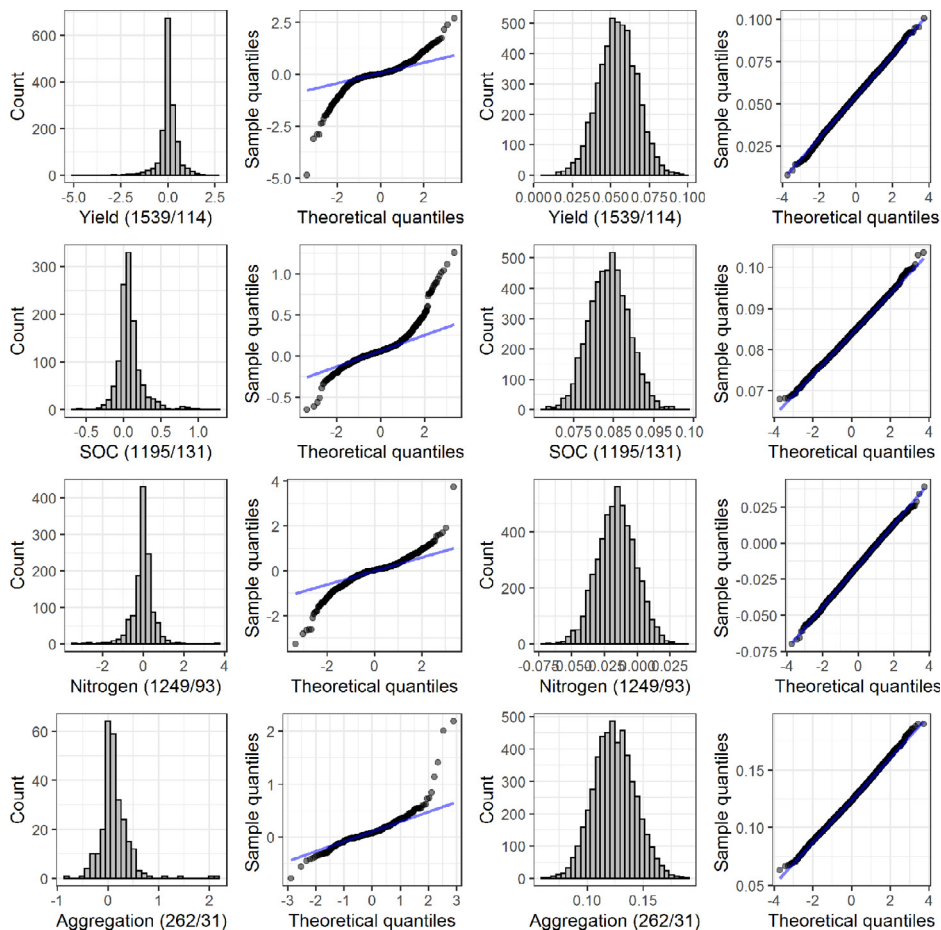 Count
600
400
200
0
-5.0 -2.5 0.0 2.5
Yield (1539/114)
Sample quantiles
2.5
0.0
-2.5
-5.0
-2 0 2
Theoretical quantiles
Count
500
400
300
200
100
0
0.000 0.025 0.050 0.075 0.100
Yield (1539/114)
Sample quantiles
0.100
0.075
0.050
0.025
-4 -2 0 2 4
Theoretical quantiles
Count
300
200
100
0
-0.5 0.0 0.5 1.0
SOC (1195/131)
Sample quantiles
1.0
0.5
0.0
-0.5
-2 0 2
Theoretical quantiles
Count
500
400
300
200
100
0
0.075 0.085 0.095 0.105
SOC (1195/131)
Sample quantiles
0.10
0.09
0.08
0.07
-4 -2 0 2 4
Theoretical quantiles
Count
400
300
200
100
0
-2 0 2 4
Nitrogen (1249/93)
Sample quantiles
4
2
0
-2
-2 0 2
Theoretical quantiles
Count
400
200
0
-0.075 -0.050 -0.025 0.000 0.025
Nitrogen (1249/93)
Sample quantiles
0.025
0.000
-0.025
-0.050
-0.075
-4 -2 0 2 4
Theoretical quantiles
Count
60
40
20
0
-1 0 1 2
Aggregation (262/31)
Sample quantiles
2
1
0
-3 -2 -1 0 1 2 3
Theoretical quantiles
Count
500
400
300
200
100
0
0.10 0.15
Aggregation (262/31)
Sample quantiles
0.15
0.10
0.05
-4 -2 0 2 4
Theoretical quantiles